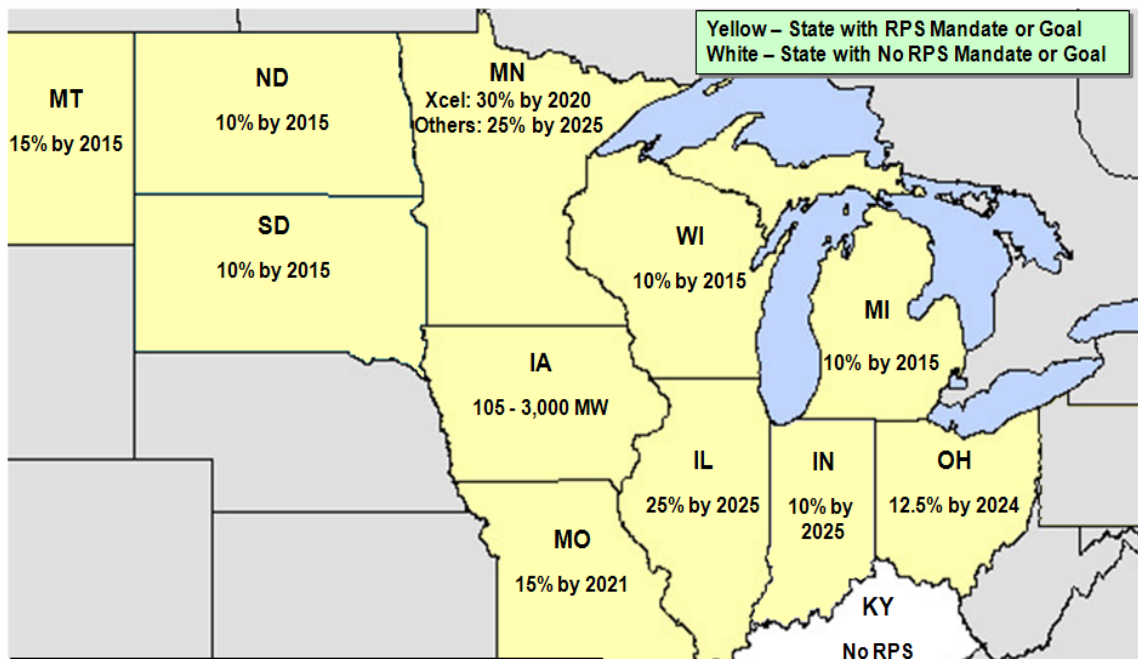 Yellow – State with RPS Mandate or Goal
White – State with No RPS Mandate or Goal
MT
15% by 2015
ND
10% by 2015
MN
Xcel: 30% by 2020
Others: 25% by 2025
SD
10% by 2015
WI
10% by 2015
MI
10% by 2015
IA
105 - 3,000 MW
IL
25% by 2025
IN
10% by
2025
OH
12.5% by 2024
MO
15% by 2021
KY
No RPS